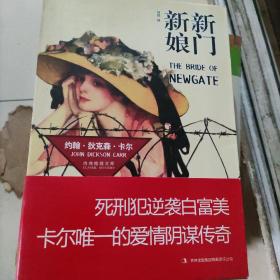 新门
新娘
THE BRIDE OF
NEWGATE
约翰·狄克森·卡尔
JOHN DICKSON CARR
死刑犯逆袭白富美
卡尔唯一的爱情阴谋传奇